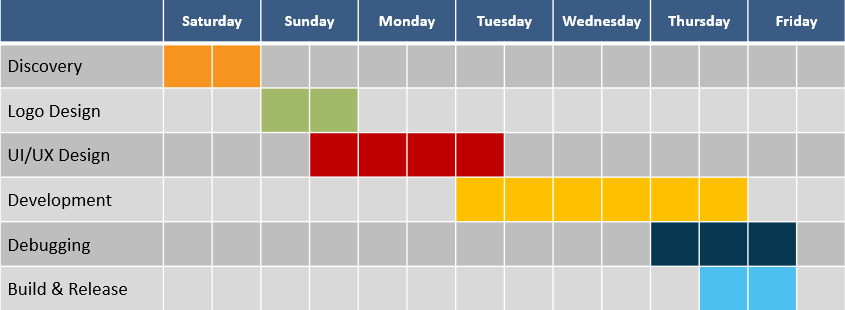 Saturday Sunday Monday Tuesday Wednesday Thursday Friday
Discovery
Logo Design
UI/UX Design
Development
Debugging
Build & Release